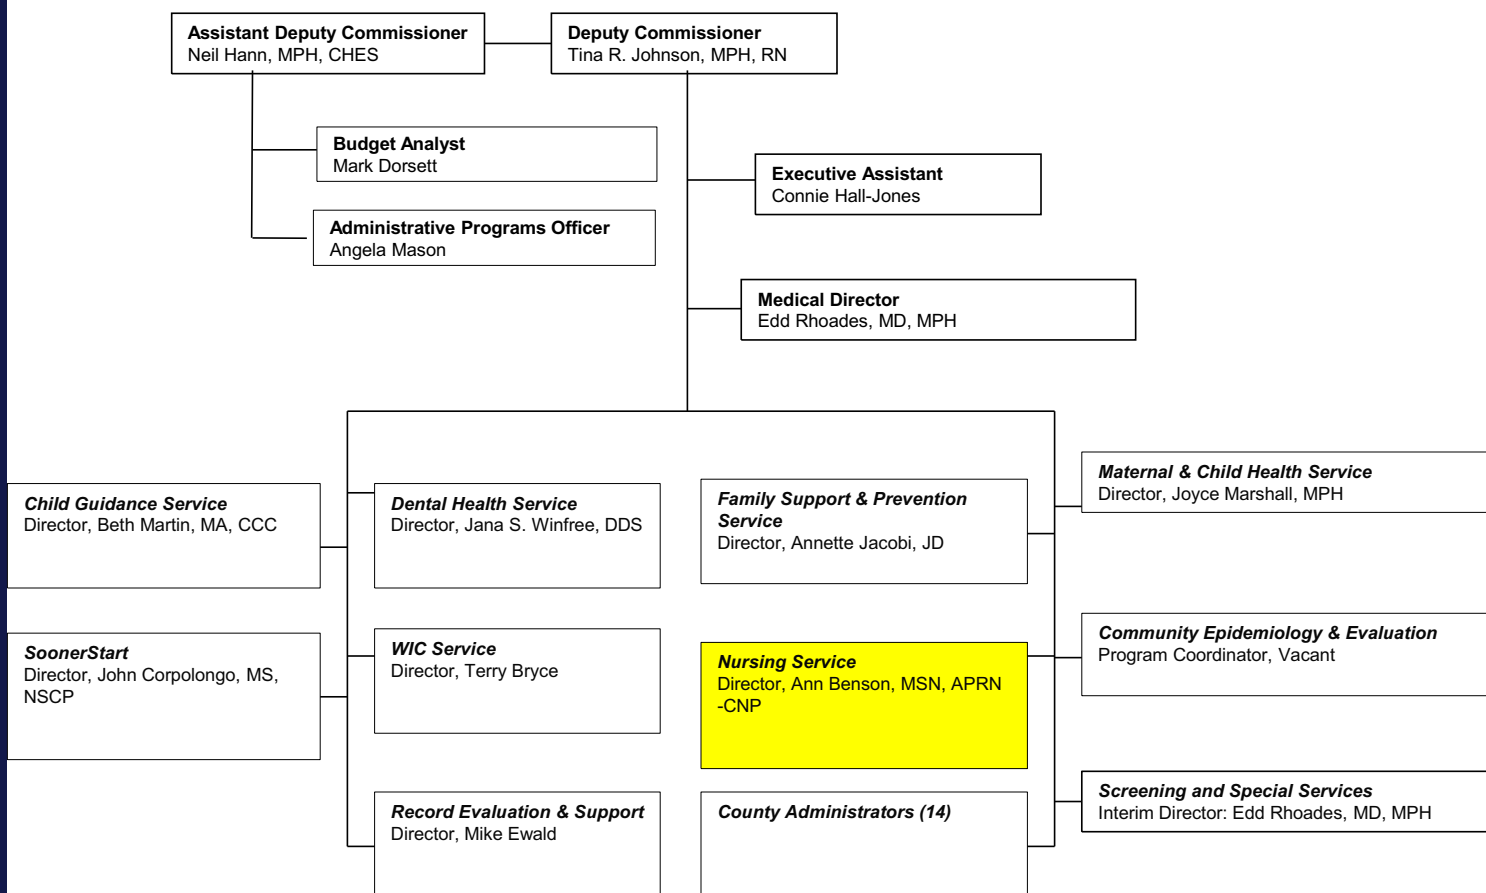 Assistant Deputy Commissioner
Neil Hann, MPH, CHES
Deputy Commissioner
Tina R. Johnson, MPH, RN
Budget Analyst
Mark Dorsett
Executive Assistant
Connie Hall-Jones
Administrative Programs Officer
Angela Mason
Medical Director
Edd Rhoades, MD, MPH
Child Guidance Service
Director, Beth Martin, MA, CCC
Dental Health Service
Director, Jana S. Winfree, DDS
Family Support & Prevention
Service
Director, Annette Jacobi, JD
Maternal & Child Health Service
Director, Joyce Marshall, MPH
SoonerStart
Director, John Corpolongo, MS,
NSCP
WIC Service
Director, Terry Bryce
Nursing Service
Director, Ann Benson, MSN, APRN
-CNP
Community Epidemiology & Evaluation
Program Coordinator, Vacant
Record Evaluation & Support
Director, Mike Ewald
County Administrators (14)
Screening and Special Services
Interim Director: Edd Rhoades, MD, MPH